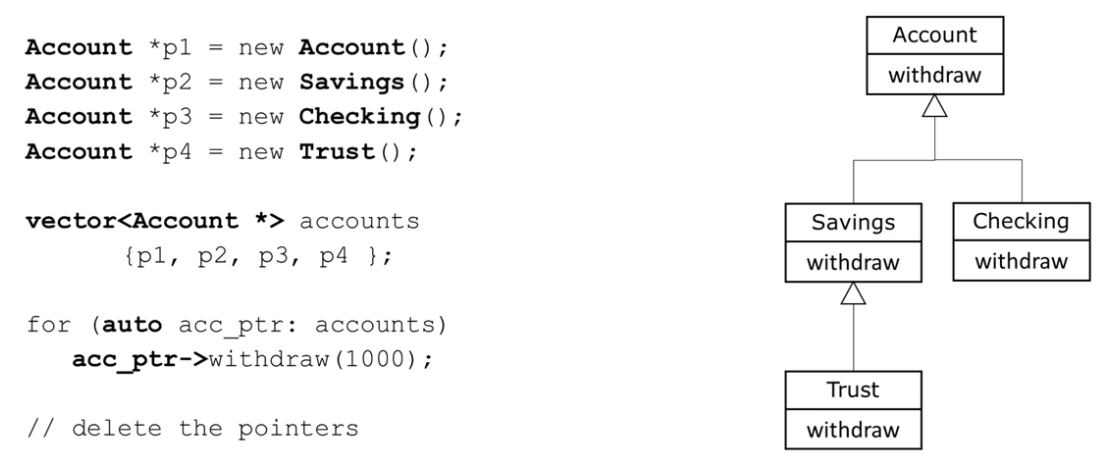 Account *p1 = new Account();
Account *p2 = new Savings();
Account *p3 = new Checking();
Account *p4 = new Trust();
vector<Account *> accounts
{p1, p2, p3, p4 };
for (auto acc_ptr: accounts)
acc_ptr->withdraw(1000);
// delete the pointers
Account
withdraw
Savings
withdraw
Checking
withdraw
Trust
withdraw